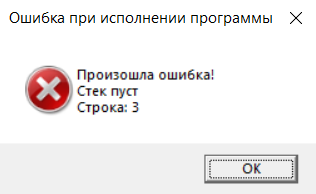 Ошибка при исполнении программы
Произошла ошибка!
Стек пуст
Строка: 3
OK